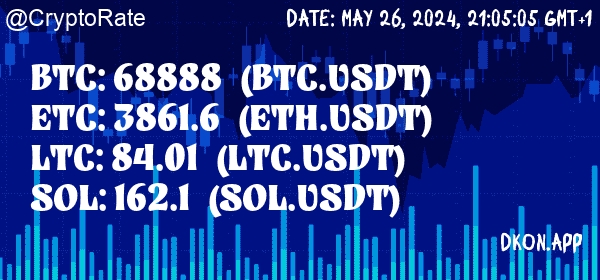 @CryptoRate
DATE: MAY 26, 2024, 21:05:05 GMT+1
BTC: 68888 (BTC.USDT)
ETC: 3861.6 (ETH.USDT)
LTC: 84.01 (LTC.USDT)
SOL: 162.1 (SOL.USDT)
DKON.APP